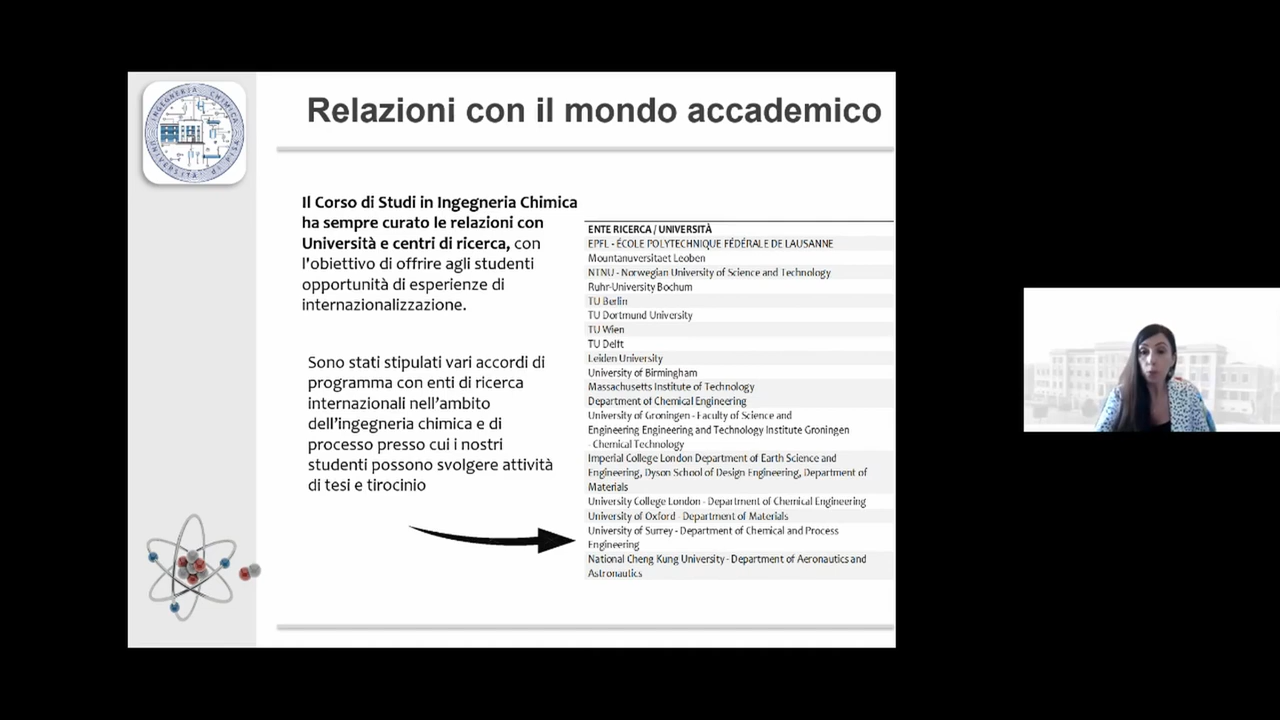 INGEGNERIA CHIMICA
UNIVERSITÀ di PISA
Relazioni con il mondo accademico
Il Corso di Studi in Ingegneria Chimica
ha sempre curato le relazioni con
Università e centri di ricerca, con
l'obiettivo di offrire agli studenti
opportunità di esperienze di
internazionalizzazione.
Sono stati stipulati vari accordi di
programma con enti di ricerca
internazionali nell'ambito
dell'ingegneria chimica e di
processo presso cui i nostri
studenti possono svolgere attività
di tesi e tirocinio
ENTE RICERCA / UNIVERSITÀ
EPFL - ÉCOLE POLYTECHNIQUE FÉDÉRALE DE LAUSANNE
Mountanuversitaet Leoben
NTNU - Norwegian University of Science and Technology
Ruhr-University Bochum
TU Berlin
TU Dortmund University
TU Wien
TU Delft
Leiden University
University of Birmingham
Massachusetts Institute of Technology
Department of Chemical Engineering
University of Groningen - Faculty of Science and
Engineering Engineering and Technology Institute Groningen
- Chemical Technology
Imperial College London Department of Earth Science and
Engineering, Dyson School of Design Engineering, Department of
Materials
University College London - Department of Chemical Engineering
University of Oxford - Department of Materials
University of Surrey - Department of Chemical and Process
Engineering
National Cheng Kung University - Department of Aeronautics and
Astronautics